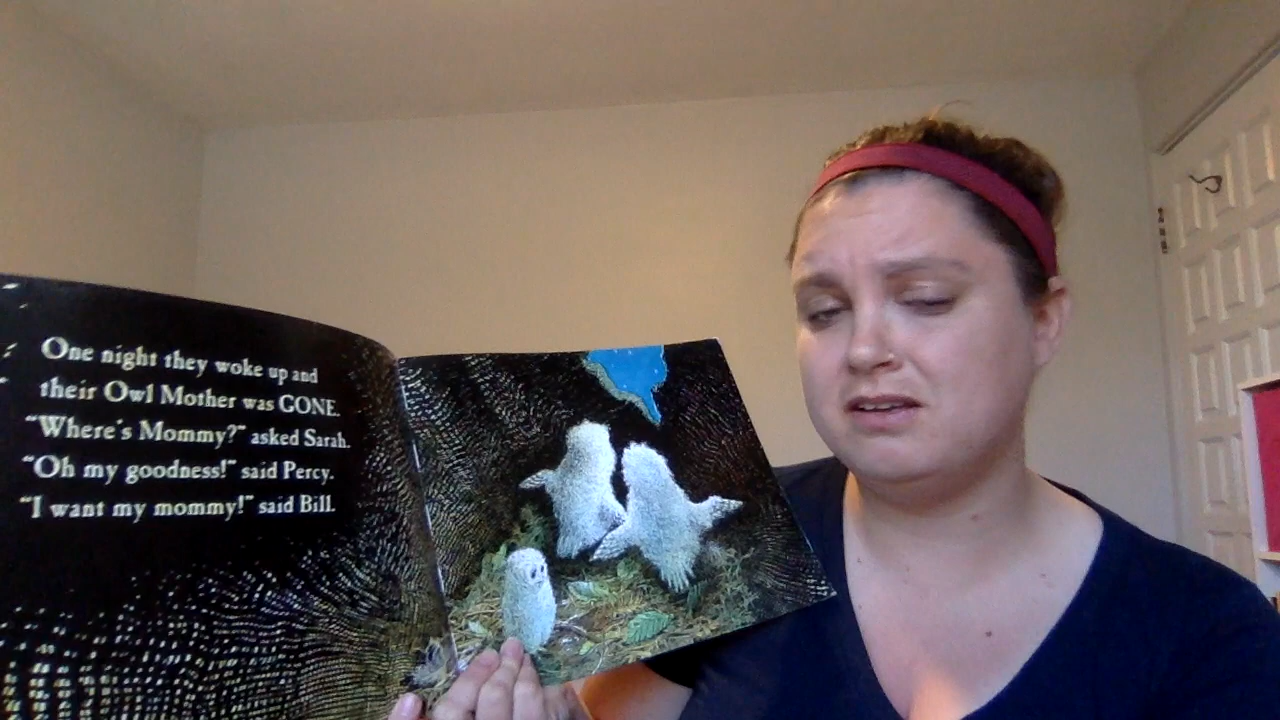 One night they woke up and
their Owl Mother was GONE.
"Where's Mommy?" asked Sarah.
"Oh my goodness!" said Percy.
"I want my mommy!" said Bill.